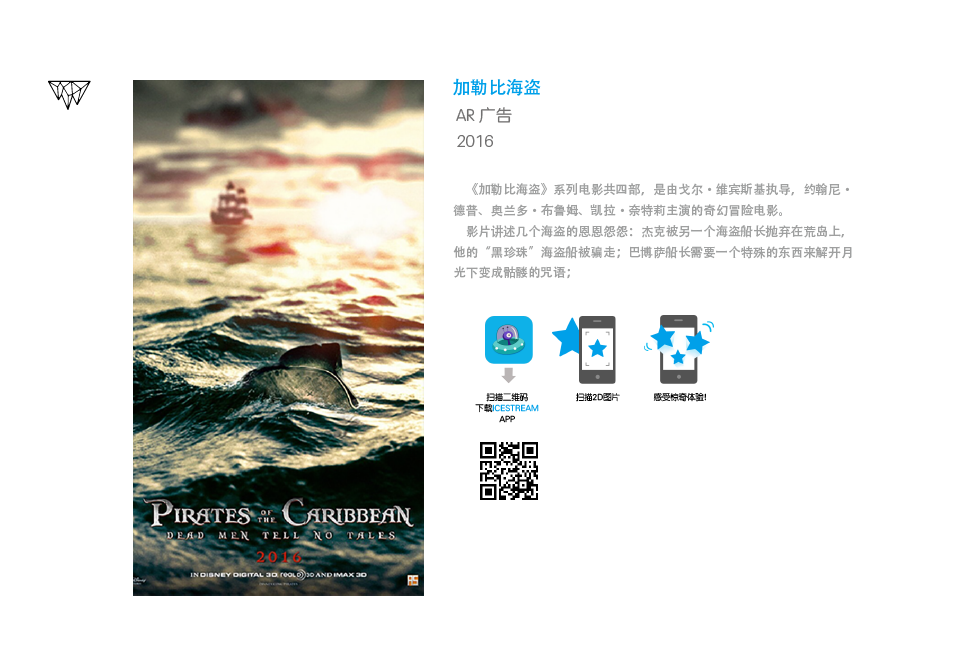 加勒比海盗
AR 广告
2016
《加勒比海盗》系列电影共四部，是由戈尔·维宾斯基执导，约翰尼·
德普、奥兰多·布鲁姆、凯拉·奈特莉主演的奇幻冒险电影。
影片讲述几个海盗的恩恩怨怨：杰克被另一个海盗船长抛弃在荒岛上，
他的“黑珍珠”海盗船被骗走；巴博萨船长需要一个特殊的东西来解开月
光下变成骷髅的咒语；
扫描二维码
下载ICESTREAM
APP
扫描2D图片
感受惊奇体验!
PIRATES OF THE CARIBBEAN
DEAD MEN TELL NO TALES
2016
IN DISNEY DIGITAL 3D, REAL D 3D AND IMAX 3D
Disney